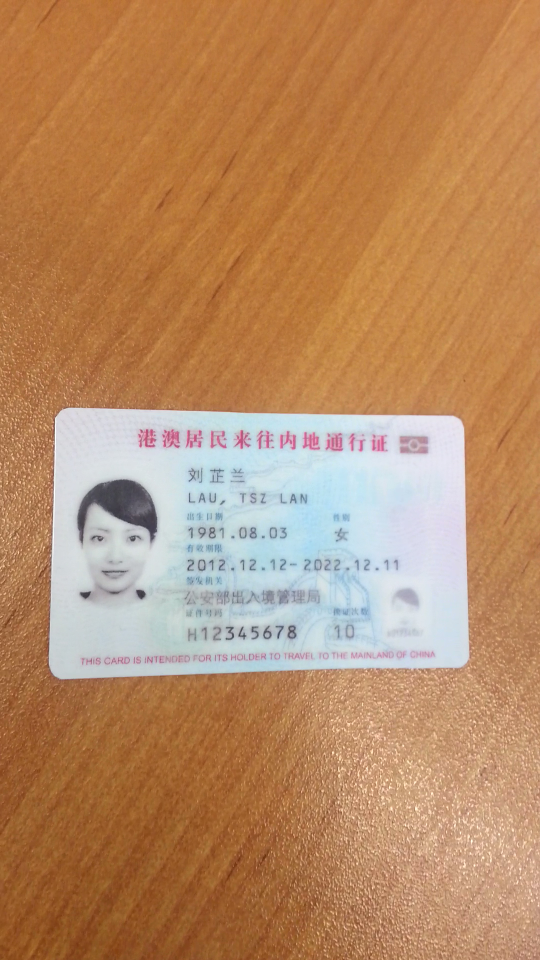 港澳居民来往内地通行证
刘芷兰
LAU, TSZ LAN
出生日期 性别
1981.08.03 女
有效期限
2012.12.12-2022.12.11
签发机关
公安部出入境管理局
证件号码 换证次数
H12345678 10
THIS CARD IS INTENDED FOR ITS HOLDER TO TRAVEL TO THE MAINLAND OF CHINA